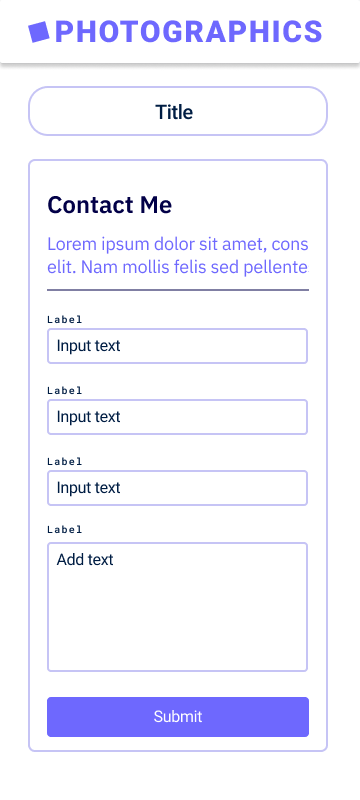 PHOTOGRAPHICS
Title
Contact Me
Lorem ipsum dolor sit amet, cons
elit. Nam mollis felis sed pellente
Label
Input text
Label
Input text
Label
Input text
Label
Add text
Submit